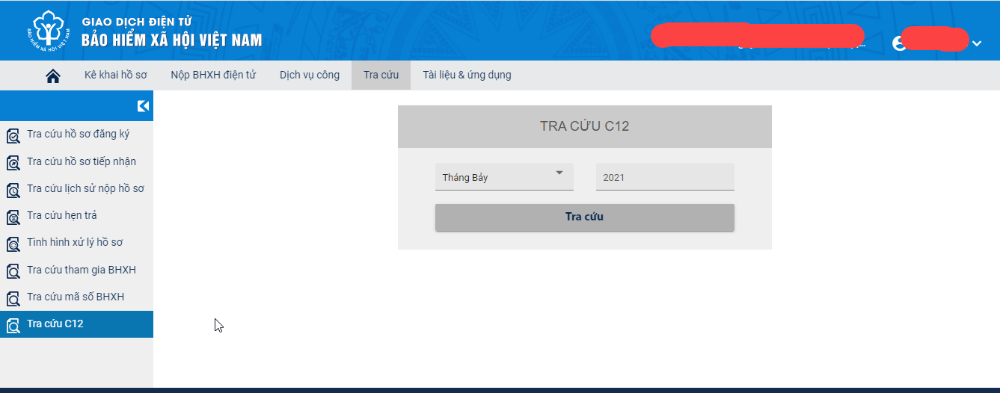 GIAO DỊCH ĐIỆN TỬ
BẢO HIỂM XÃ HỘI VIỆT NAM
BẢO HIỂM XÃ HỘI VIỆT NAM
Kê khai hồ sơ
Nộp BHXH điện tử
Dịch vụ công
Tra cứu
Tài liệu & ứng dụng
Tra cứu hồ sơ đăng ký
Tra cứu hồ sơ tiếp nhận
Tra cứu lịch sử nộp hồ sơ
Tra cứu hẹn trả
Tình hình xử lý hồ sơ
Tra cứu tham gia BHXH
Tra cứu mã số BHXH
Tra cứu C12
TRA CỨU C12
Tháng Bảy
2021
Tra cứu